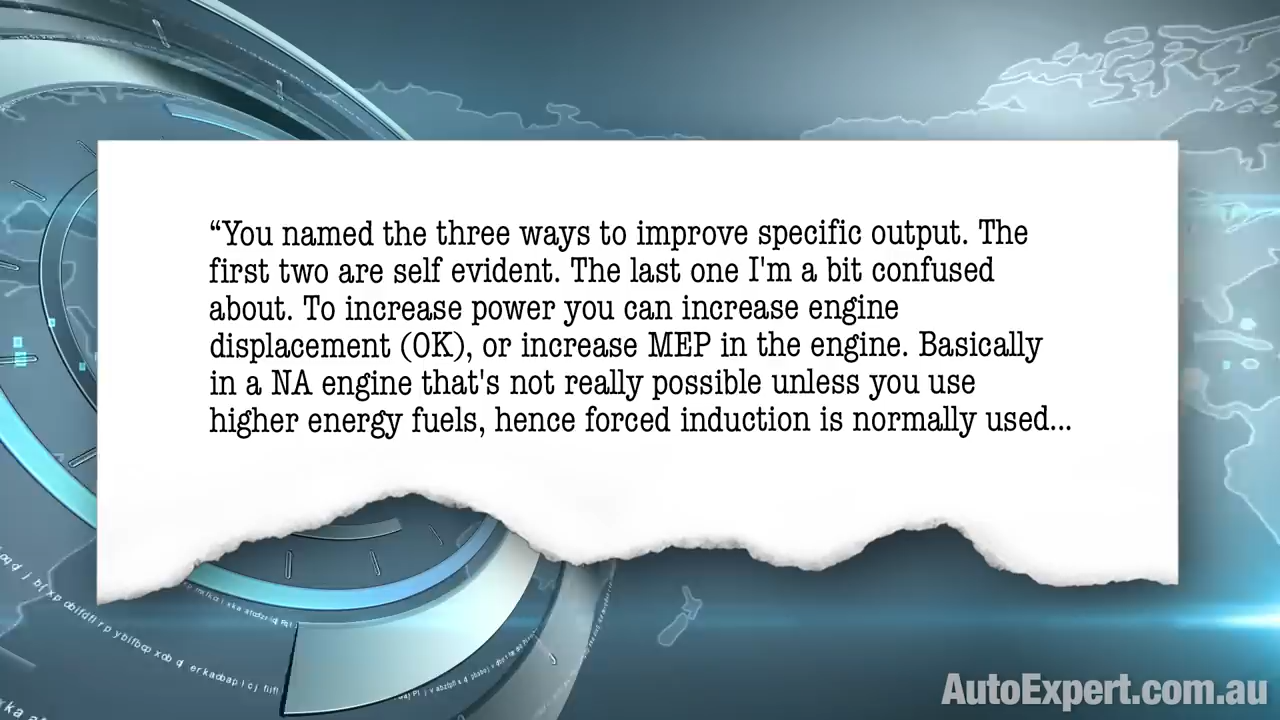 “You named the three ways to improve specific output. The
first two are self evident. The last one I'm a bit confused
about. To increase power you can increase engine
displacement (OK), or increase MEP in the engine. Basically
in a NA engine that's not really possible unless you use
higher energy fuels, hence forced induction is normally used...
AutoExpert.com.au